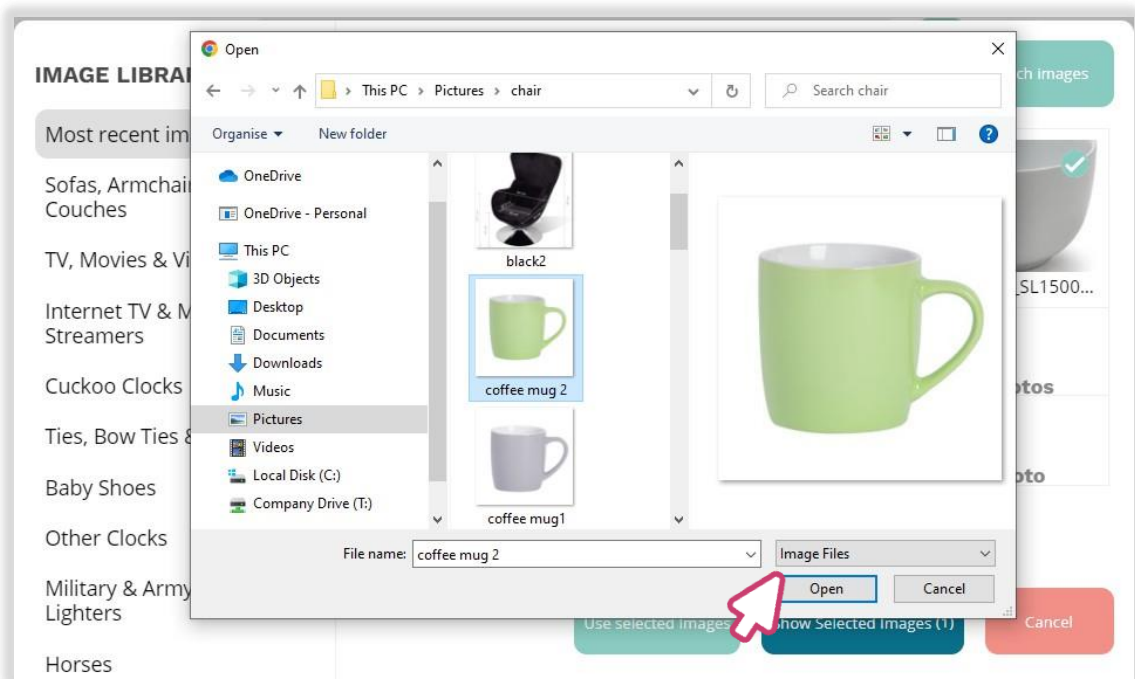 Open
IMAGE LIBRA
ch images
This PC > Pictures > chair
Search chair
Organise
New folder
Most recent im
Sofas, Armchai
Couches
TV, Movies & Vi
Internet TV & M
Streamers
Cuckoo Clocks
Ties, Bow Ties &
Baby Shoes
Other Clocks
Military & Army
Lighters
Horses
OneDrive
OneDrive - Personal
This PC
3D Objects
Desktop
Documents
Downloads
Music
Pictures
Videos
Local Disk (C:)
Company Drive (T:)
black2
coffee mug 2
coffee mug1
_SL1500...
otos
oto
File name: coffee mug 2
Image Files
Open
Cancel
Use selected Images
Show Selected Images (1)
Cancel